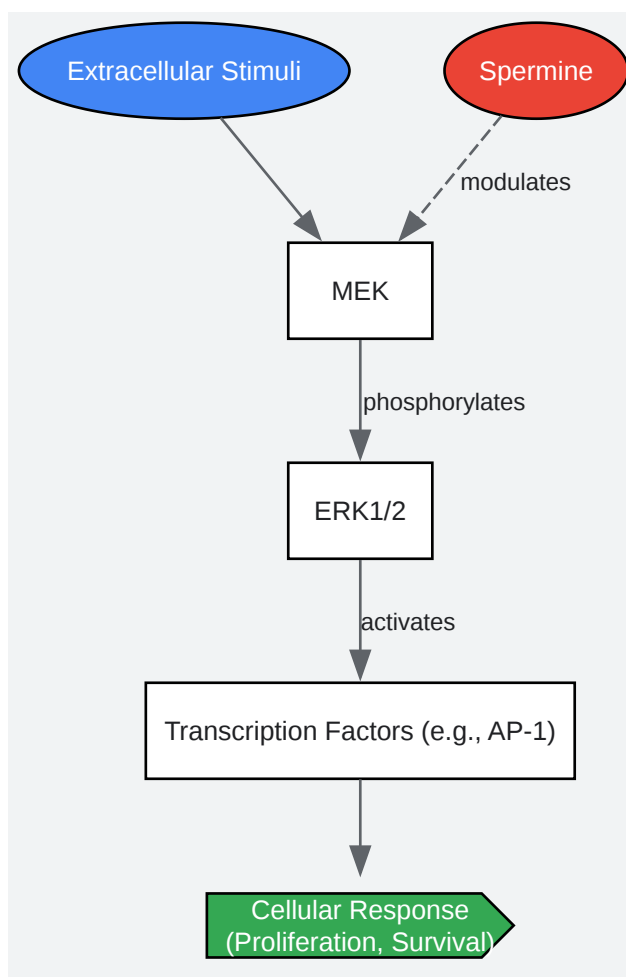 Extracellular Stimuli
Spermine
modulates
MEK
phosphorylates
ERK1/2
activates
Transcription Factors (e.g., AP-1)
Cellular Response
(Proliferation, Survival)